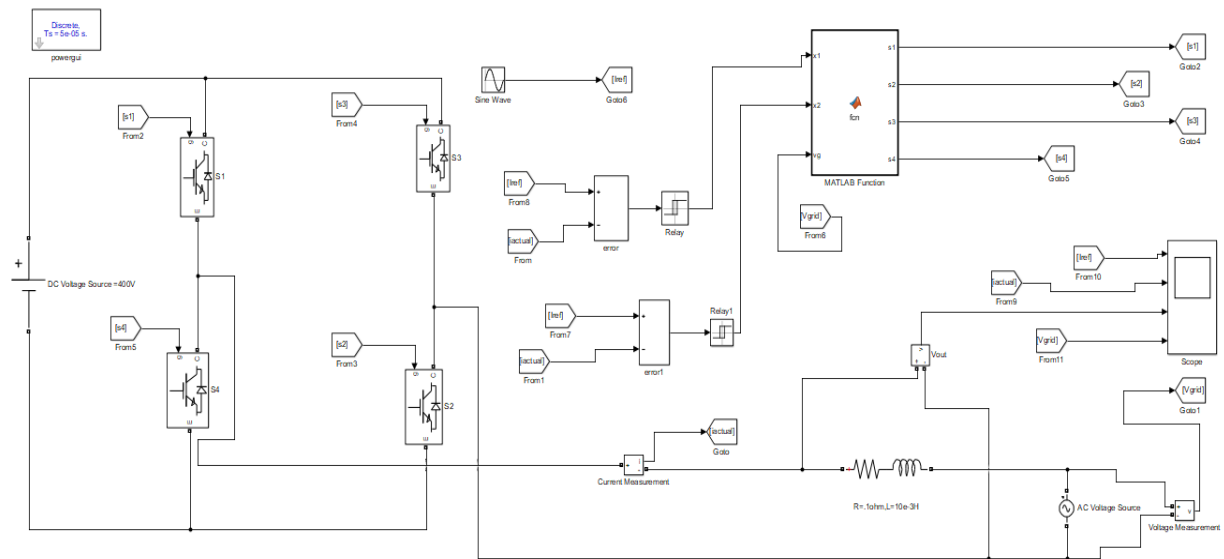 Discrete,
Ts = 5e-05 s.
powergui
[s1]
From2
g
C
E
S1
[s3]
From4
g
C
E
S3
+
DC Voltage Source =400V
[s4]
From5
g
C
E
S4
[s2]
From3
g
C
E
S2
Sine Wave
[Iref]
Goto6
[Iref]
From8
[iactual]
From
+
−
error
Relay
[Iref]
From7
[iactual]
From1
+
−
error1
Relay1
x1
x2
vg
fcn
s1
s2
s3
s4
MATLAB Function
[Vgrid]
From6
[s1]
Goto2
[s2]
Goto3
[s3]
Goto4
[s4]
Goto5
[Iref]
From10
[iactual]
From9
[Vgrid]
From11
Scope
v
+ -
Vout
[Vgrid]
Goto1
[iactual]
Goto
+
i
-
Current Measurement
+
R=.1ohm,L=10e-3H
AC Voltage Source
+
-
v
Voltage Measurement